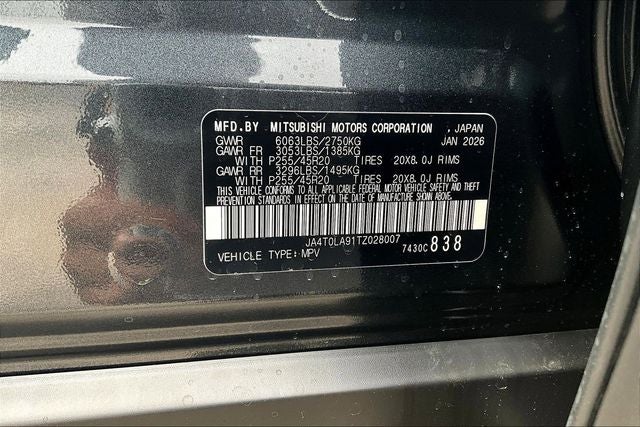 MFD.BY MITSUBISHI MOTORS CORPORATION , JAPAN
GVWR 6063LBS/2750KG JAN 2026
GAWR FR 3053LBS/1385KG
WITH P255/45R20 TIRES 20X8.0J RIMS
GAWR RR 3296LBS/1495KG
WITH P255/45R20 TIRES 20X8.0J RIMS
THIS VEHICLE CONFORMS TO ALL APPLICABLE FEDERAL MOTOR VEHICLE SAFETY AND THEFT
PREVENTION STANDARDS IN EFFECT ON THE DATE OF MANUFACTURE SHOWN ABOVE.
JA4T0LA91TZ028007
VEHICLE TYPE: MPV 7430C 838